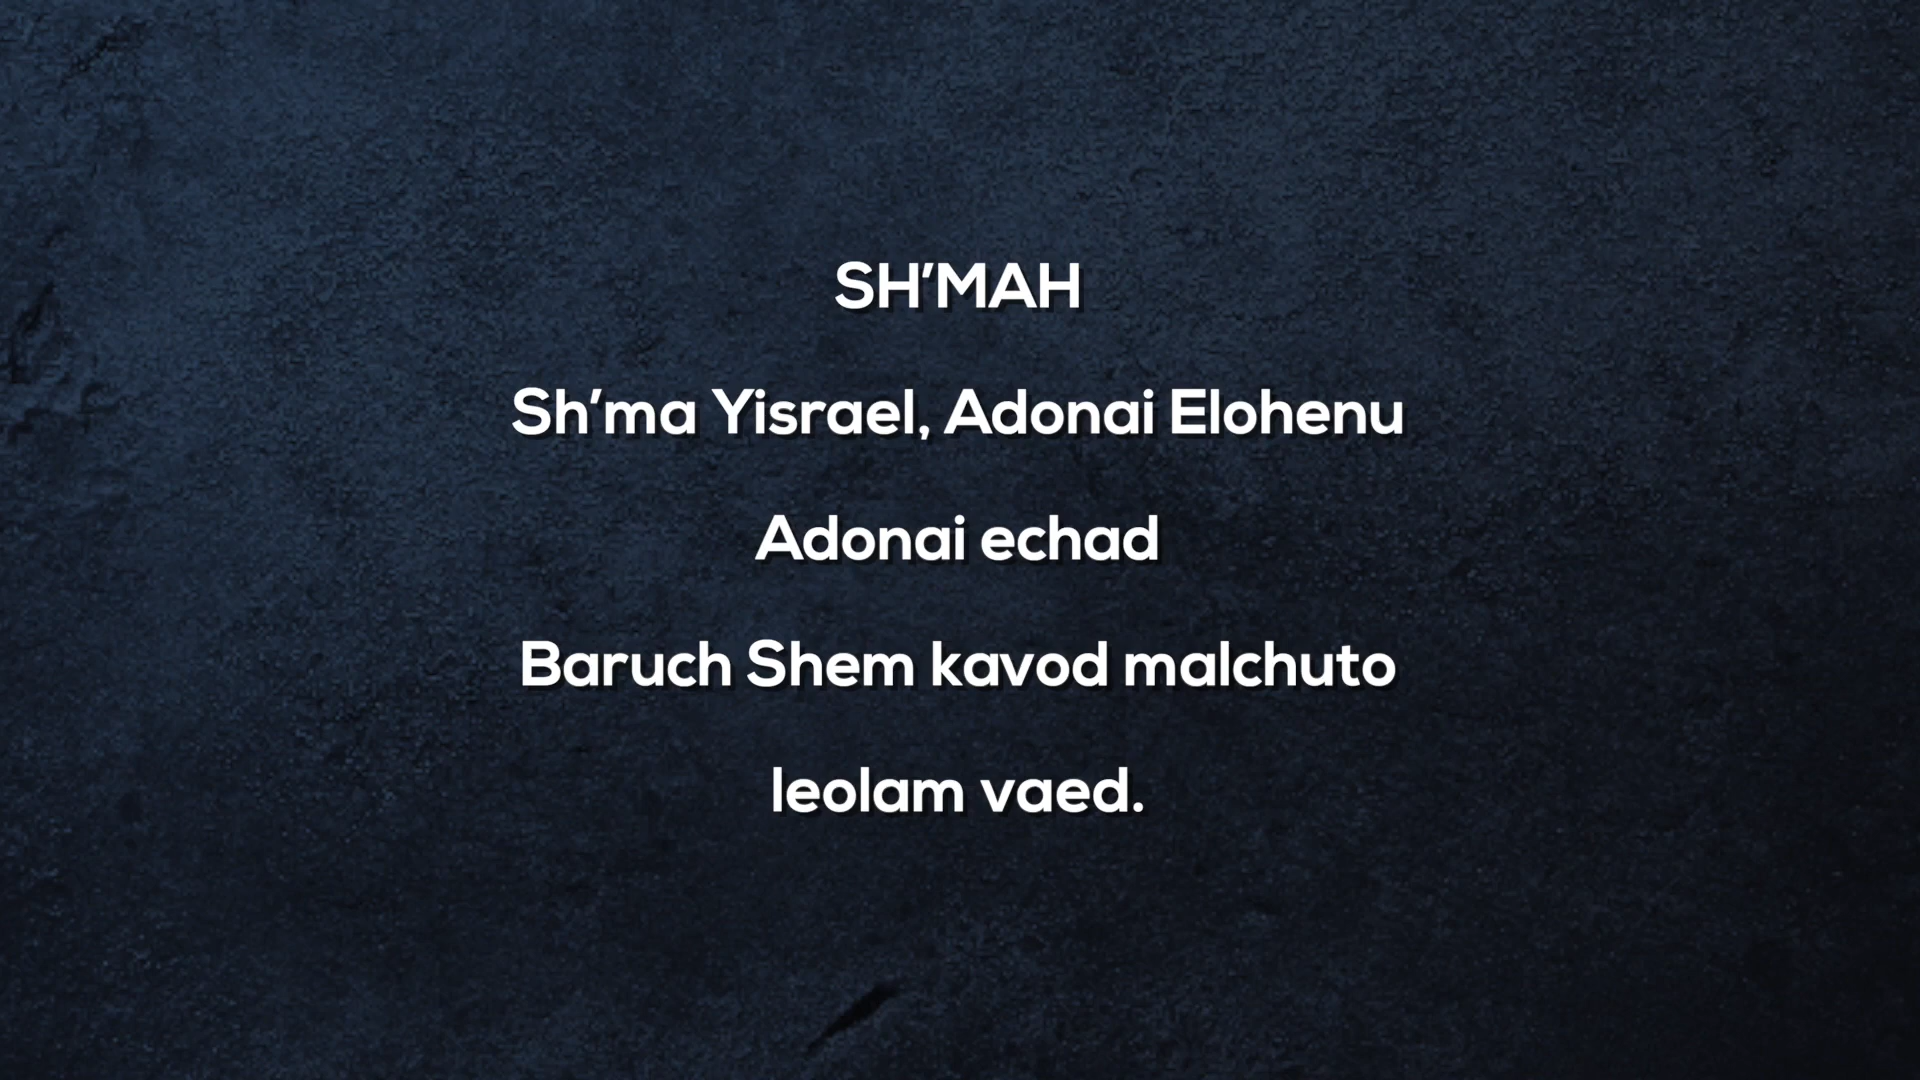 SH’MAH
Sh’ma Yisrael, Adonai Elohenu
Adonai echad
Baruch Shem kavod malchuto
leolam vaed.